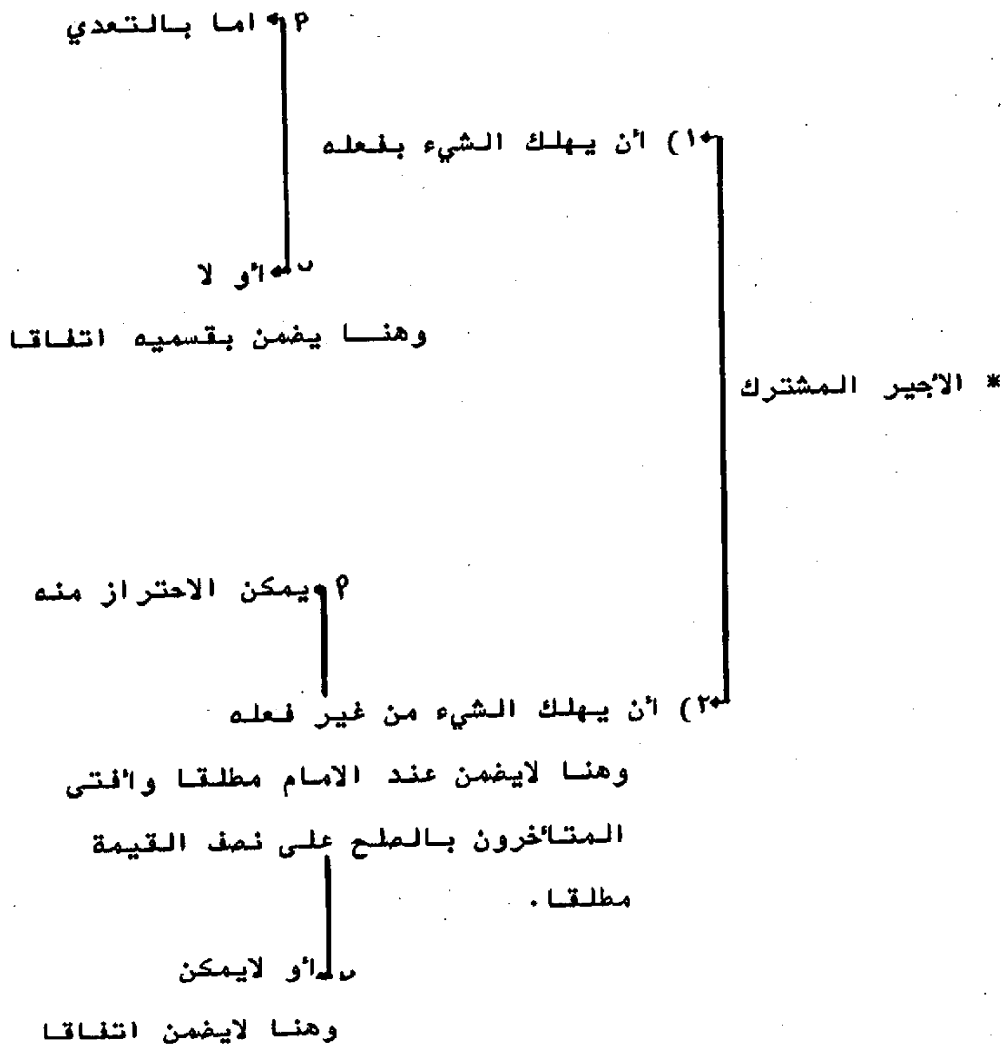 أ اما بالتعدي
١) أن يهلك الشيء بفعله
ب أو لا
وهنا يضمن بقسميه اتفاقا
* الأجير المشترك
أ يمكن الاحتراز منه
٢) أن يهلك الشيء من غير فعله
وهنا لايضمن عند الامام مطلقا وأفتى
المتأخرون بالصلح على نصف القيمة
مطلقا.
ب أو لايمكن
وهنا لايضمن اتفاقا